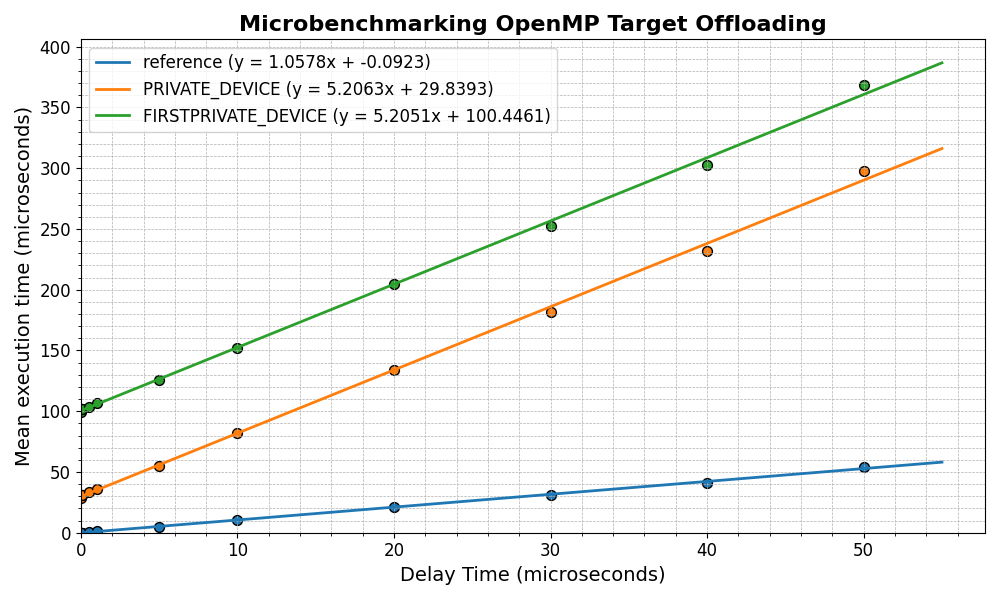 Microbenchmarking OpenMP Target Offloading
reference (y = 1.0578x + -0.0923)
PRIVATE_DEVICE (y = 5.2063x + 29.8393)
FIRSTPRIVATE_DEVICE (y = 5.2051x + 100.4461)
Mean execution time (microseconds)
400
350
300
250
200
150
100
50
0
0 10 20 30 40 50
Delay Time (microseconds)